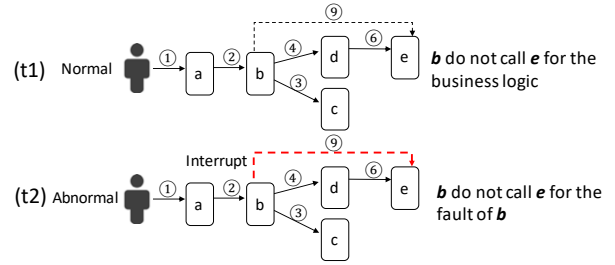 ⑨
(t1) Normal ① a ② b ④ d ⑥ e
b do not call e for the
business logic
③
c
⑨
Interrupt
(t2) Abnormal ① a ② b ④ d ⑥ e
b do not call e for the
fault of b
③
c